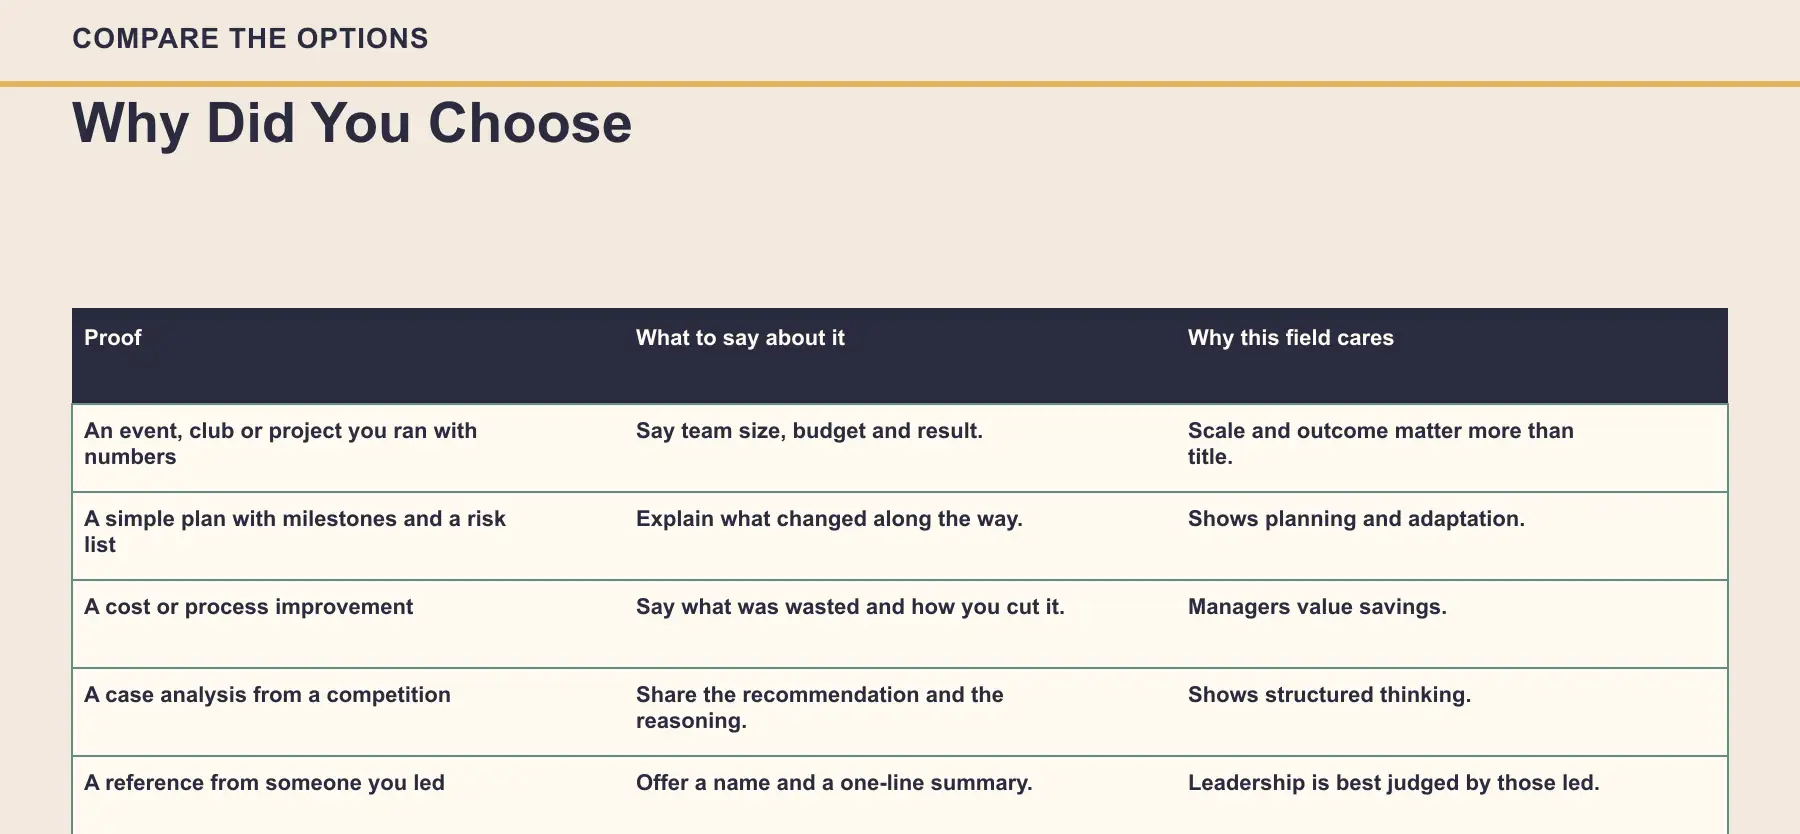 COMPARE THE OPTIONS
Why Did You Choose
Proof What to say about it Why this field cares
An event, club or project you ran with
numbers
Say team size, budget and result.
Scale and outcome matter more than
title.
A simple plan with milestones and a risk
list
Explain what changed along the way.
Shows planning and adaptation.
A cost or process improvement
Say what was wasted and how you cut it.
Managers value savings.
A case analysis from a competition
Share the recommendation and the
reasoning.
Shows structured thinking.
A reference from someone you led
Offer a name and a one-line summary.
Leadership is best judged by those led.